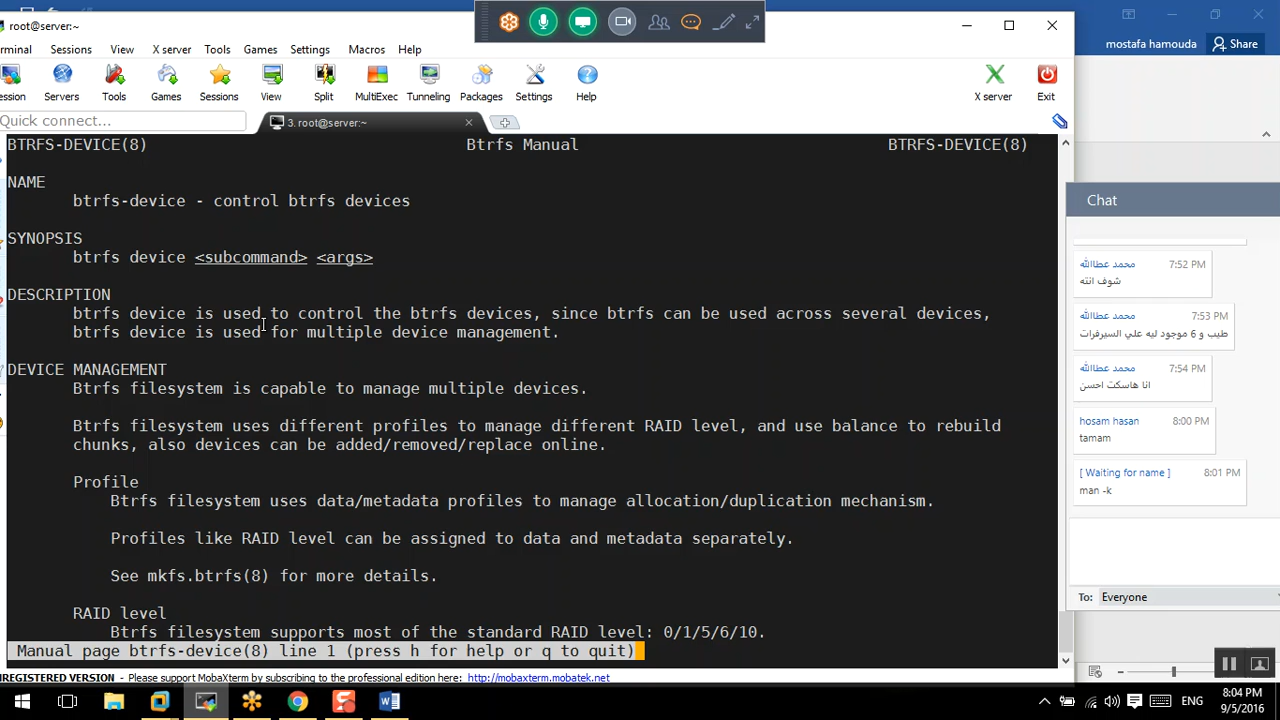 root@server:~
mostafa hamouda
Share
rminal Sessions View X server Tools Games Settings Macros Help
ession Servers Tools Games Sessions View Split MultiExec Tunneling Packages Settings Help X server Exit
Quick connect...
3. root@server:~
BTRFS-DEVICE(8) Btrfs Manual BTRFS-DEVICE(8)
NAME
btrfs-device - control btrfs devices
SYNOPSIS
btrfs device <subcommand> <args>
DESCRIPTION
btrfs device is used to control the btrfs devices, since btrfs can be used across several devices,
btrfs device is used for multiple device management.
DEVICE MANAGEMENT
Btrfs filesystem is capable to manage multiple devices.
Btrfs filesystem uses different profiles to manage different RAID level, and use balance to rebuild
chunks, also devices can be added/removed/replace online.
Profile
Btrfs filesystem uses data/metdata profiles to manage allocation/duplication mechanism.
Profiles like RAID level can be assigned to data and metadata separately.
See mkfs.btrfs(8) for more details.
RAID level
Btrfs filesystem supports most of the standard RAID level: 0/1/5/6/10.
Manual page btrfs-device(8) line 1 (press h for help or q to quit)
REGISTERED VERSION - Please support MobaXterm by subscribing to the professional edition here: http://mobaxterm.mobatek.net
Chat
محمد عطاالله 7:52 PM
شوف انته
محمد عطاالله 7:53 PM
طيب و 6 موجود ليه علي السيرفرات
محمد عطاالله 7:54 PM
انا هاسكت احسن
hosam hasan 8:00 PM
tamam
[ Waiting for name ] 8:01 PM
man -k
To: Everyone
ENG
8:04 PM
9/5/2016